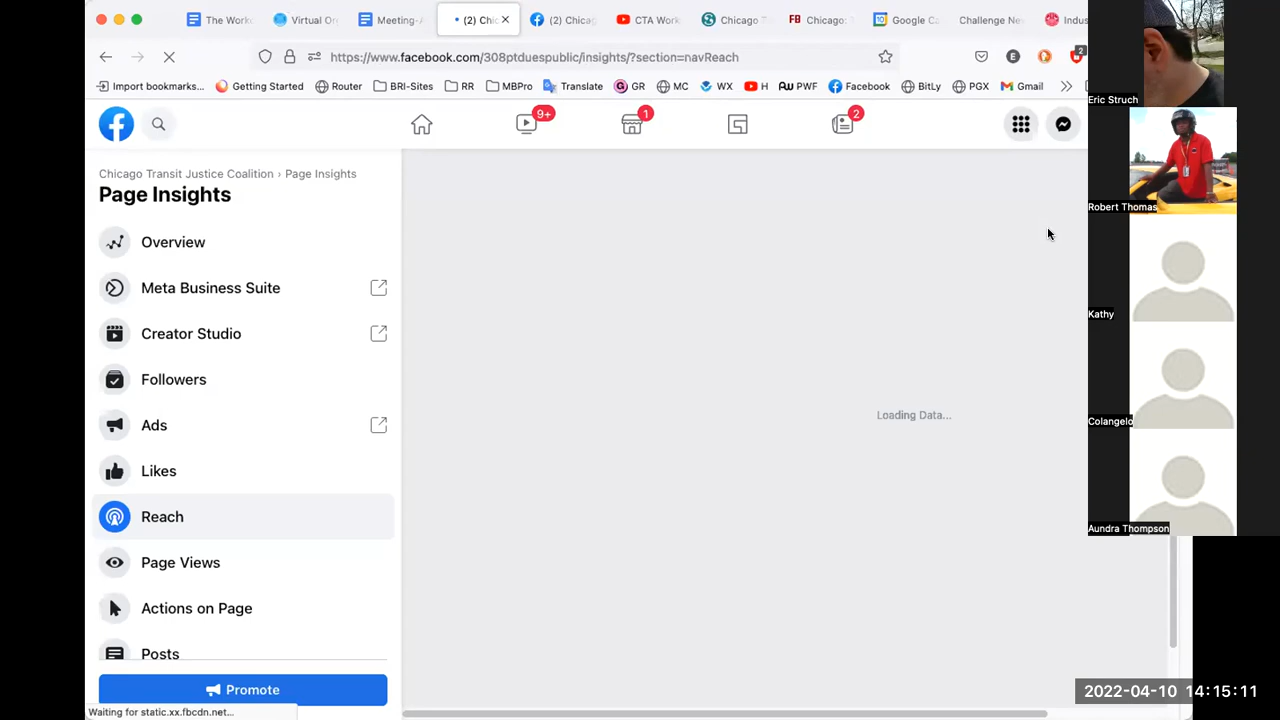 The Work
Virtual Or
Meeting-A
(2) Chic
(2) Chicag
CTA Work
Chicago T
Chicago:
Google Ca
Challenge Ne
Indus
https://www.facebook.com/308ptduespublic/insights/?section=navReach
E
2
Import bookmarks...
Getting Started
Router
BRI-Sites
RR
MBPro
Translate
GR
MC
WX
H
PWF
Facebook
BitLy
PGX
Gmail
9+
1
2
Chicago Transit Justice Coalition › Page Insights
Page Insights
Overview
Meta Business Suite
Creator Studio
Followers
Ads
Likes
Reach
Page Views
Actions on Page
Posts
Promote
Waiting for static.xx.fbcdn.net...
Loading Data...
Eric Struch
Robert Thomas
Kathy
Colangelo
Aundra Thompson
2022-04-10 14:15:11